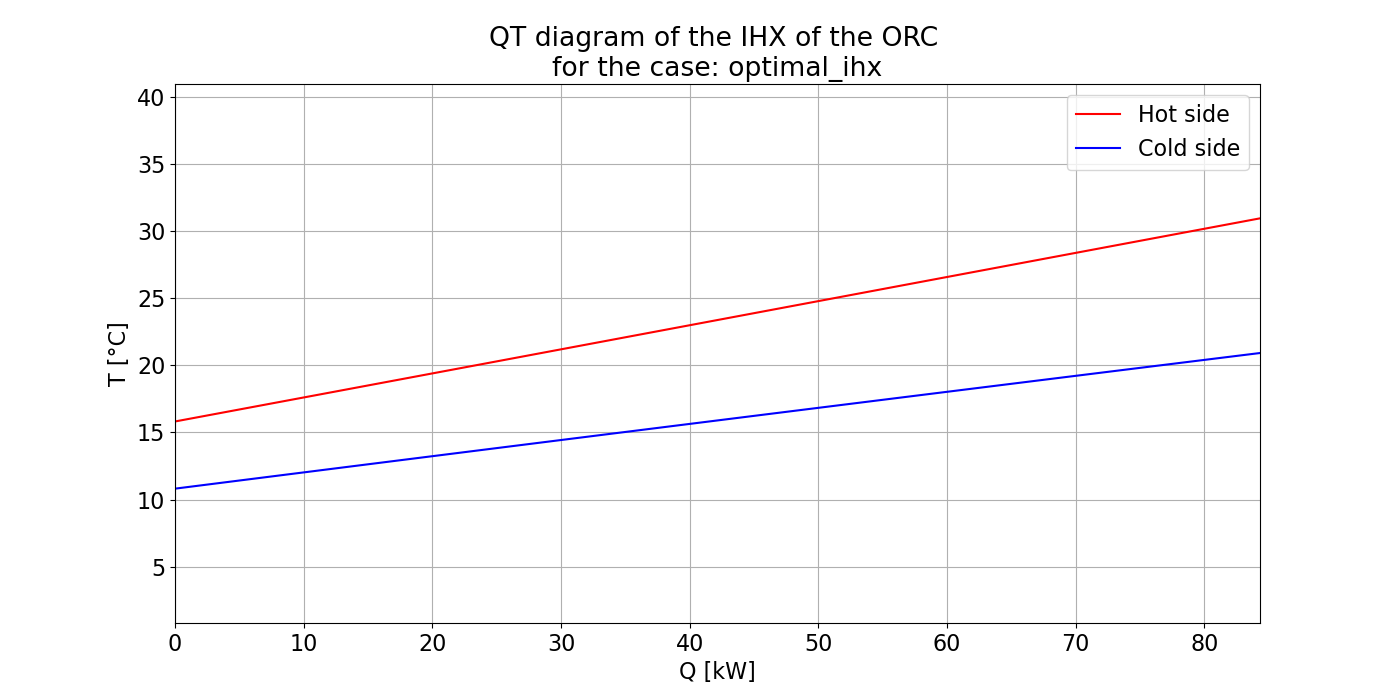 QT diagram of the IHX of the ORC
for the case: optimal_ihx
Hot side
Cold side
40
35
30
25
20
15
10
5
T [°C]
0 10 20 30 40 50 60 70 80
Q [kW]